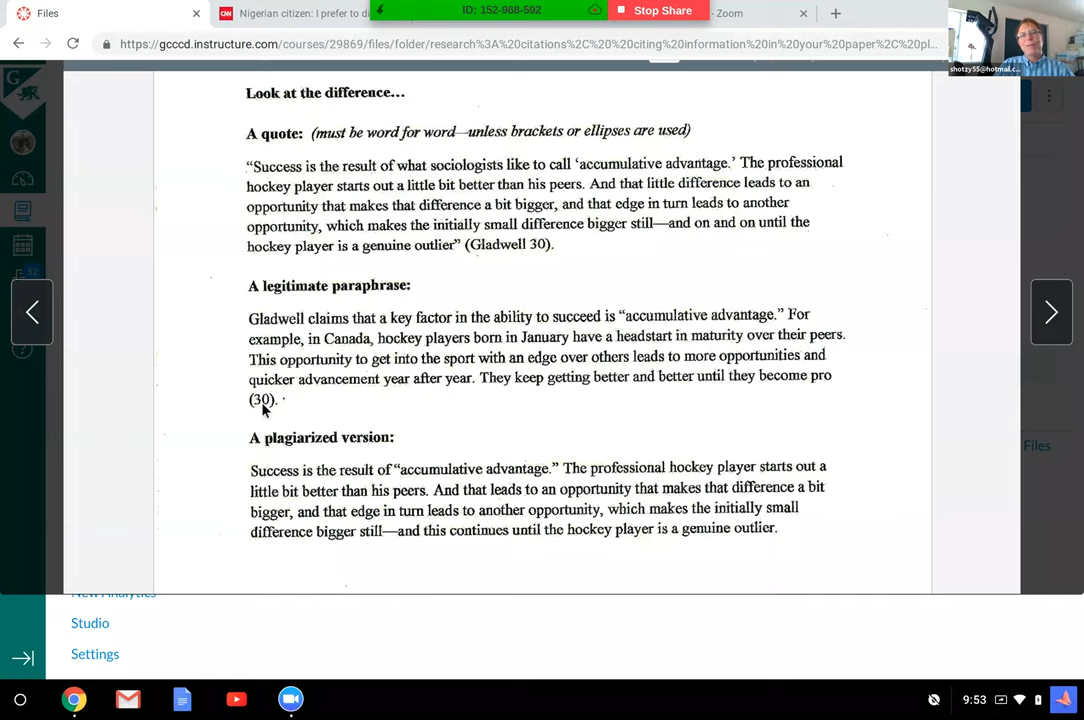 Files
Nigerian citizen: I prefer to d
ID: 152-968-592
Stop Share
- Zoom
https://gcccd.instructure.com/courses/29869/files/folder/research%3A%20citations%2C%20%20citing%20information%20in%20your%20paper%2C%20pl...
shotzy55@hotmail.c...
Look at the difference...
A quote: (must be word for word—unless brackets or ellipses are used)
“Success is the result of what sociologists like to call ‘accumulative advantage.’ The professional
hockey player starts out a little bit better than his peers. And that little difference leads to an
opportunity that makes that difference a bit bigger, and that edge in turn leads to another
opportunity, which makes the initially small difference bigger still—and on and on until the
hockey player is a genuine outlier” (Gladwell 30).
A legitimate paraphrase:
Gladwell claims that a key factor in the ability to succeed is “accumulative advantage.” For
example, in Canada, hockey players born in January have a headstart in maturity over their peers.
This opportunity to get into the sport with an edge over others leads to more opportunities and
quicker advancement year after year. They keep getting better and better until they become pro
(30).
A plagiarized version:
Success is the result of “accumulative advantage.” The professional hockey player starts out a
little bit better than his peers. And that leads to an opportunity that makes that difference a bit
bigger, and that edge in turn leads to another opportunity, which makes the initially small
difference bigger still—and this continues until the hockey player is a genuine outlier.
52
Files
New Analytics
Studio
Settings
9:53